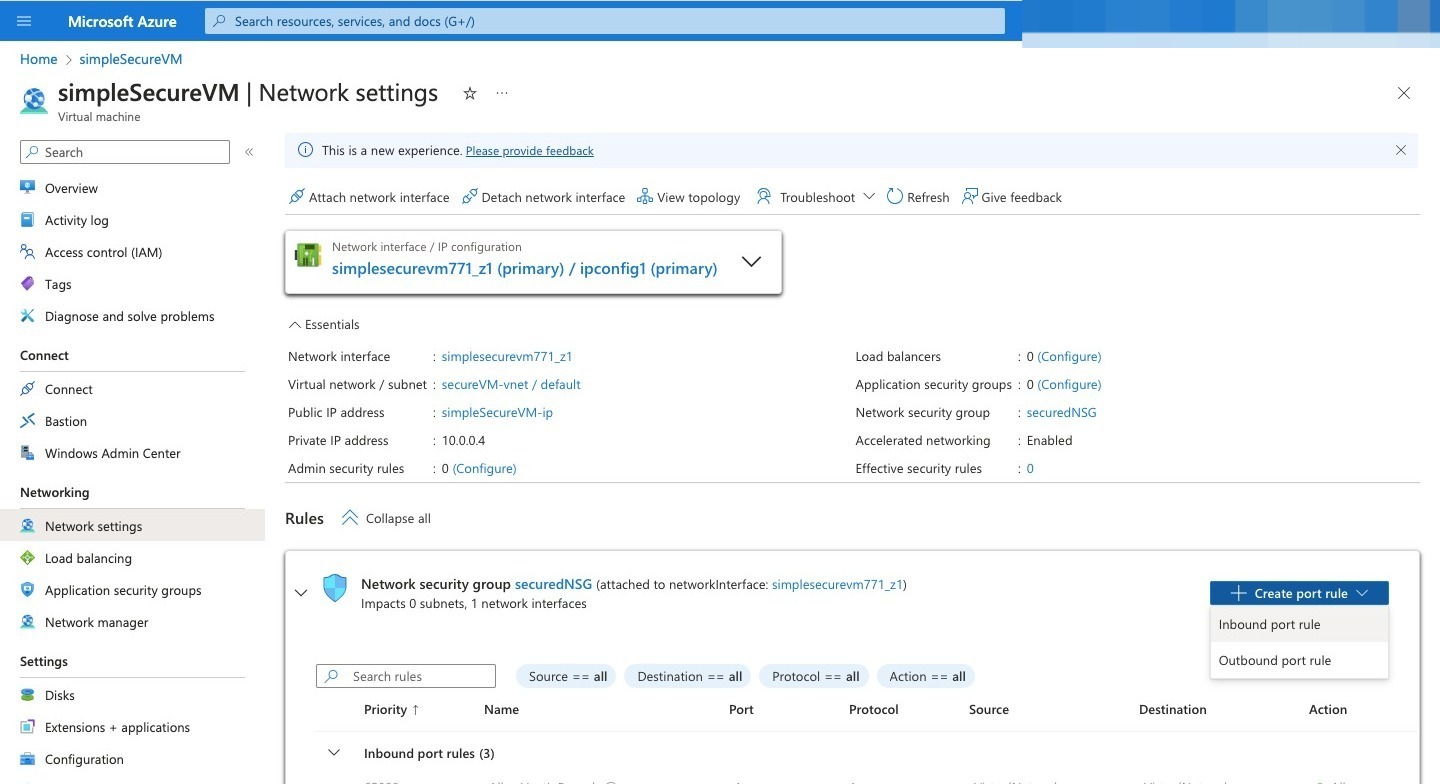 Microsoft Azure
Search resources, services, and docs (G+/)
Home > simpleSecureVM
simpleSecureVM | Network settings
Virtual machine
Search
Overview
Activity log
Access control (IAM)
Tags
Diagnose and solve problems
Connect
Connect
Bastion
Windows Admin Center
Networking
Network settings
Load balancing
Application security groups
Network manager
Settings
Disks
Extensions + applications
Configuration
This is a new experience. Please provide feedback
Attach network interface Detach network interface View topology Troubleshoot Refresh Give feedback
Network interface / IP configuration
simplesecurevm771_z1 (primary) / ipconfig1 (primary)
Essentials
Network interface : simplesecurevm771_z1
Virtual network / subnet : secureVM-vnet / default
Public IP address : simpleSecureVM-ip
Private IP address : 10.0.0.4
Admin security rules : 0 (Configure)
Load balancers : 0 (Configure)
Application security groups : 0 (Configure)
Network security group : securedNSG
Accelerated networking : Enabled
Effective security rules : 0
Rules Collapse all
Network security group securedNSG (attached to networkInterface: simplesecurevm771_z1)
Impacts 0 subnets, 1 network interfaces
Create port rule
Inbound port rule
Outbound port rule
Search rules Source == all Destination == all Protocol == all Action == all
Priority ↑ Name Port Protocol Source Destination Action
Inbound port rules (3)